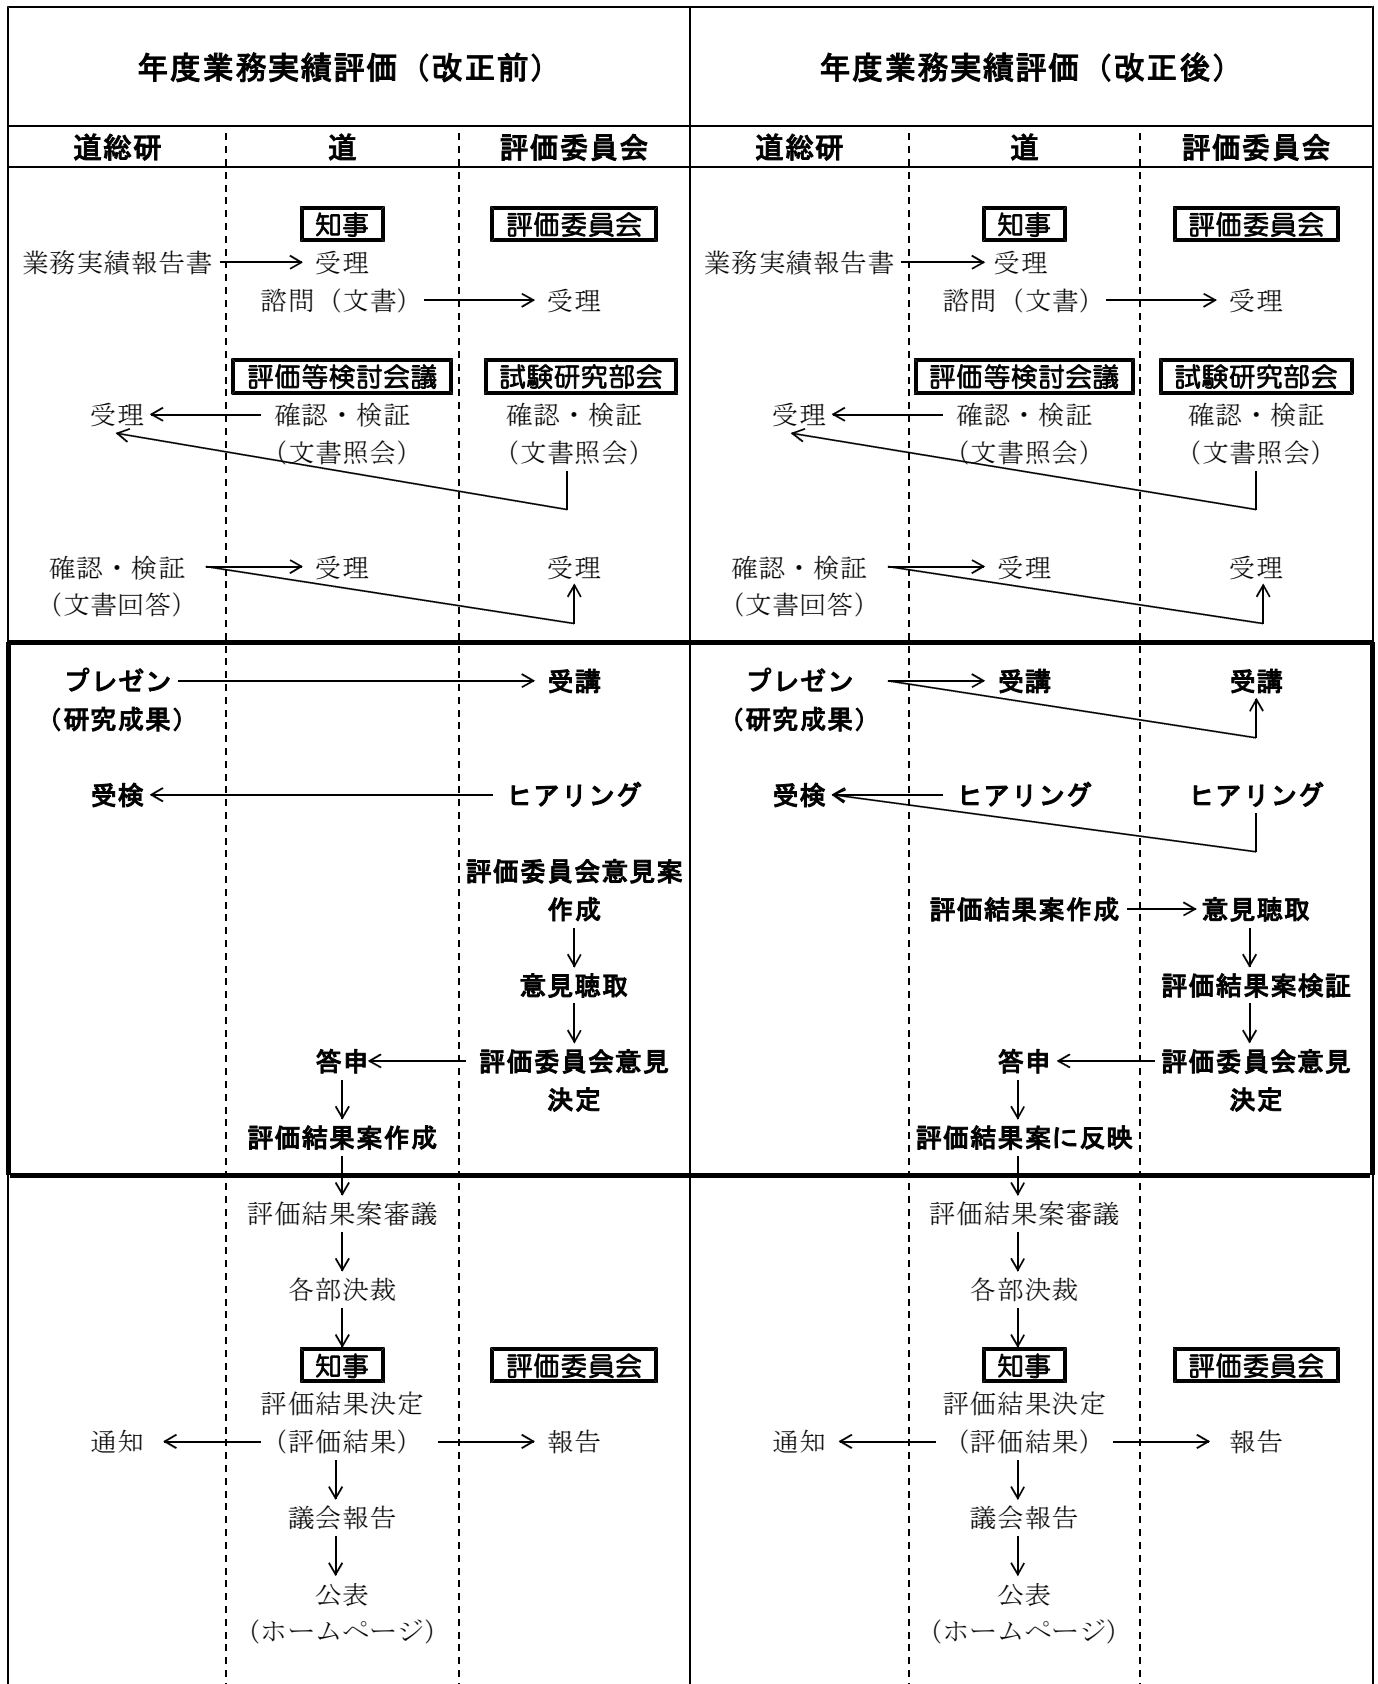 年度業務実績評価（改正前）
道総研 道 評価委員会
知事 評価委員会
業務実績報告書 受理
諮問（文書） 受理
評価等検討会議 試験研究部会
受理 確認・検証 確認・検証
（文書照会） （文書照会）
確認・検証 受理 受理
（文書回答）
プレゼン 受講
（研究成果）
受検 ヒアリング
評価委員会意見案
作成
意見聴取
答申 評価委員会意見
決定
評価結果案作成
評価結果案審議
各部決裁
知事 評価委員会
評価結果決定
通知 （評価結果） 報告
議会報告
公表
（ホームページ）
年度業務実績評価（改正後）
道総研 道 評価委員会
知事 評価委員会
業務実績報告書 受理
諮問（文書） 受理
評価等検討会議 試験研究部会
受理 確認・検証 確認・検証
（文書照会） （文書照会）
確認・検証 受理 受理
（文書回答）
プレゼン 受講 受講
（研究成果）
受検 ヒアリング ヒアリング
評価結果案作成 意見聴取
評価結果案検証
答申 評価委員会意見
決定
評価結果案に反映
評価結果案審議
各部決裁
知事 評価委員会
評価結果決定
通知 （評価結果） 報告
議会報告
公表
（ホームページ）